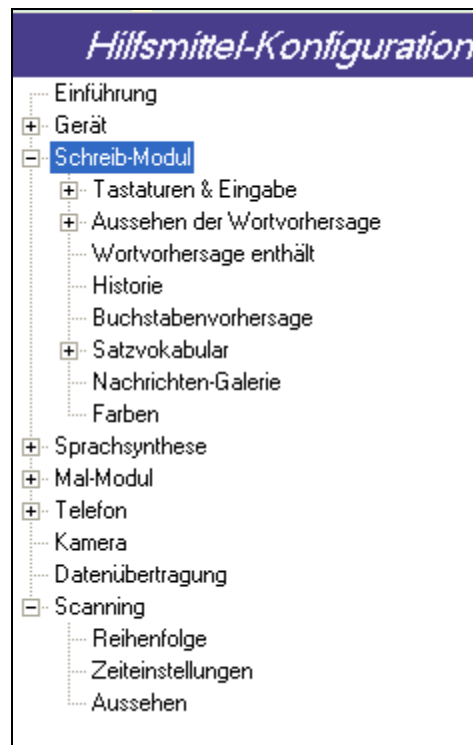 Hilfsmittel-Konfiguration
Einführung
Gerät
Schreib-Modul
Tastaturen & Eingabe
Aussehen der Wortvorhersage
Wortvorhersage enthält
Historie
Buchstabenvorhersage
Satzvokabular
Nachrichten-Galerie
Farben
Sprachsynthese
Mal-Modul
Telefon
Kamera
Datenübertragung
Scanning
Reihenfolge
Zeiteinstellungen
Aussehen